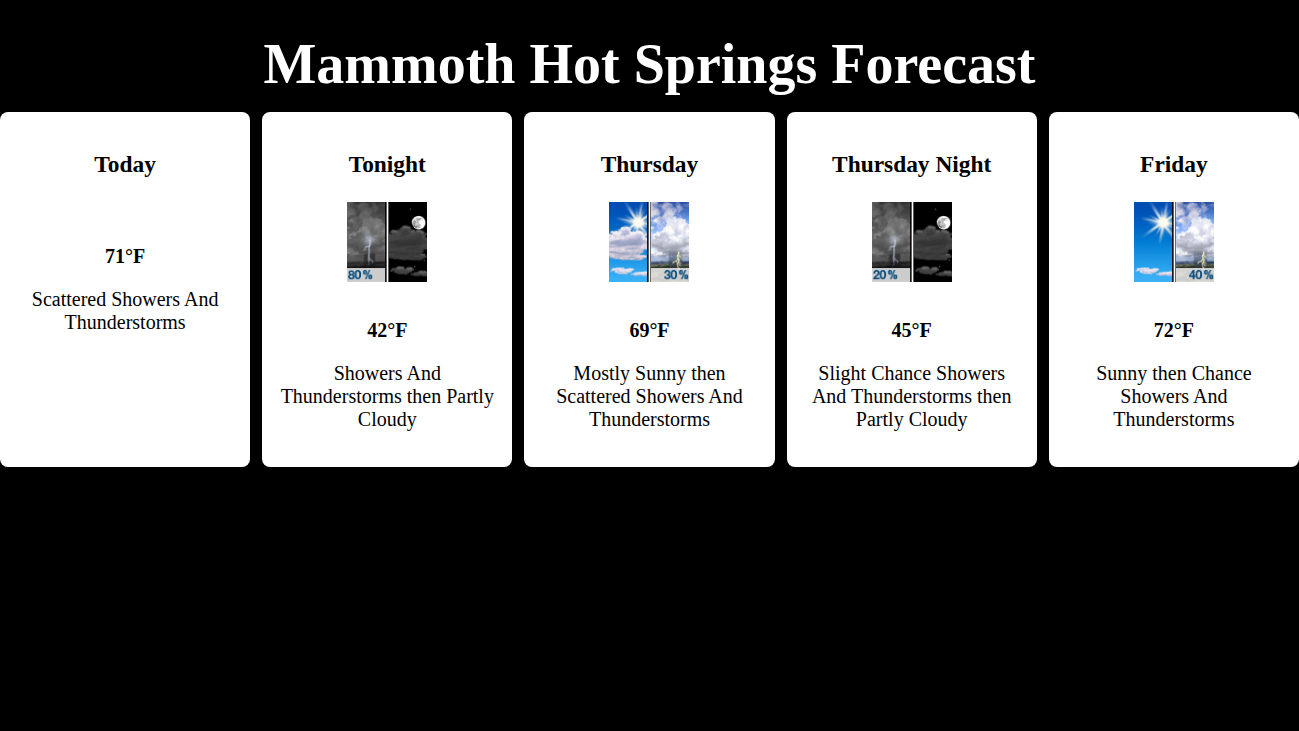 Mammoth Hot Springs Forecast
Today
71°F
Scattered Showers And
Thunderstorms
Tonight
80%
42°F
Showers And
Thunderstorms then Partly
Cloudy
Thursday
30%
69°F
Mostly Sunny then
Scattered Showers And
Thunderstorms
Thursday Night
20%
45°F
Slight Chance Showers
And Thunderstorms then
Partly Cloudy
Friday
40%
72°F
Sunny then Chance
Showers And
Thunderstorms